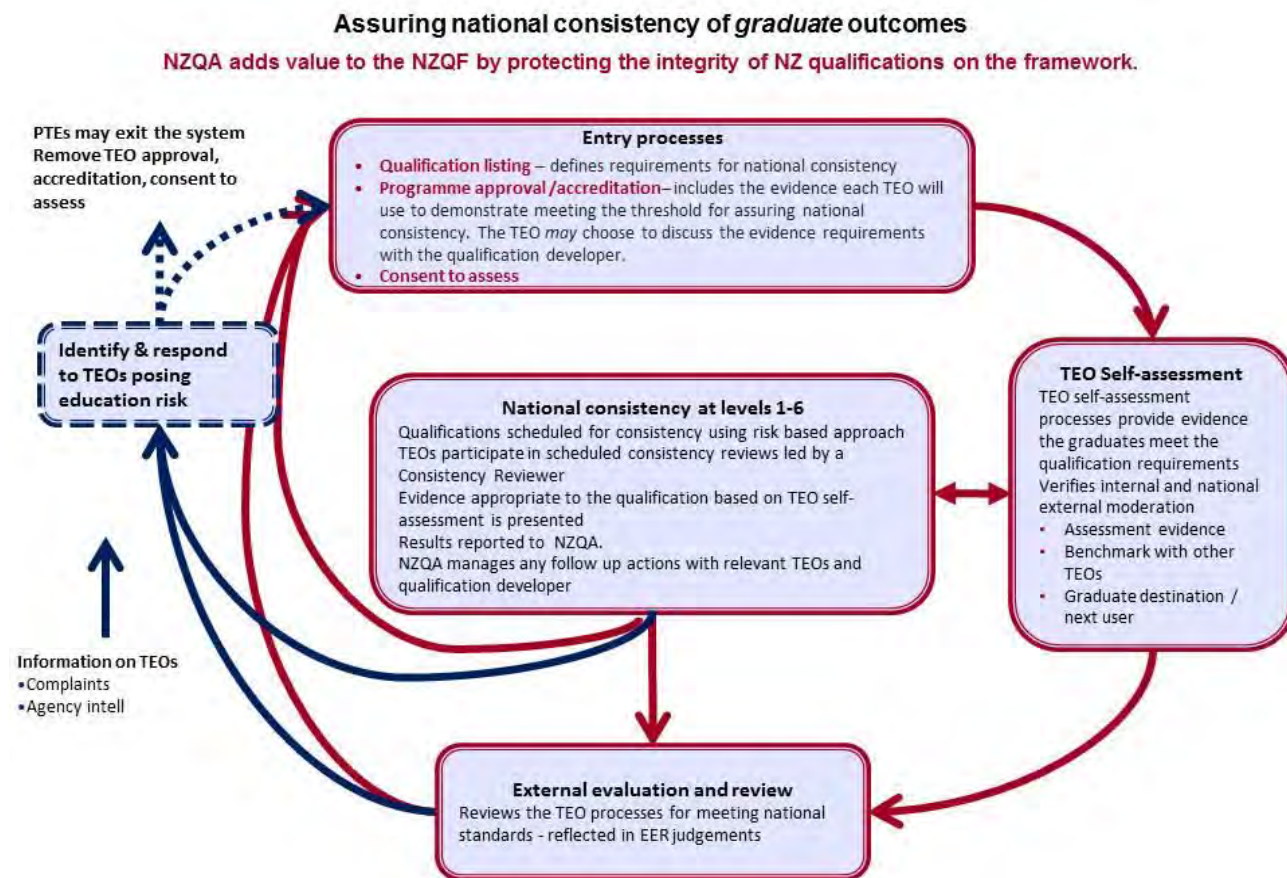 Assuring national consistency of graduate outcomes
NZQA adds value to the NZQF by protecting the integrity of NZ qualifications on the framework.
PTEs may exit the system
Remove TEO approval,
accreditation, consent to
assess
Entry processes
• Qualification listing – defines requirements for national consistency
• Programme approval /accreditation– includes the evidence each TEO will
use to demonstrate meeting the threshold for assuring national
consistency. The TEO may choose to discuss the evidence requirements
with the qualification developer.
• Consent to assess
Identify & respond
to TEOs posing
education risk
National consistency at levels 1-6
Qualifications scheduled for consistency using risk based approach
TEOs participate in scheduled consistency reviews led by a
Consistency Reviewer
Evidence appropriate to the qualification based on TEO self-
assessment is presented
Results reported to NZQA.
NZQA manages any follow up actions with relevant TEOs and
qualification developer
TEO Self-assessment
TEO self-assessment
processes provide evidence
the graduates meet the
qualification requirements
Verifies internal and national
external moderation
• Assessment evidence
• Benchmark with other
TEOs
• Graduate destination /
next user
Information on TEOs
•Complaints
•Agency intell
External evaluation and review
Reviews the TEO processes for meeting national
standards - reflected in EER judgements